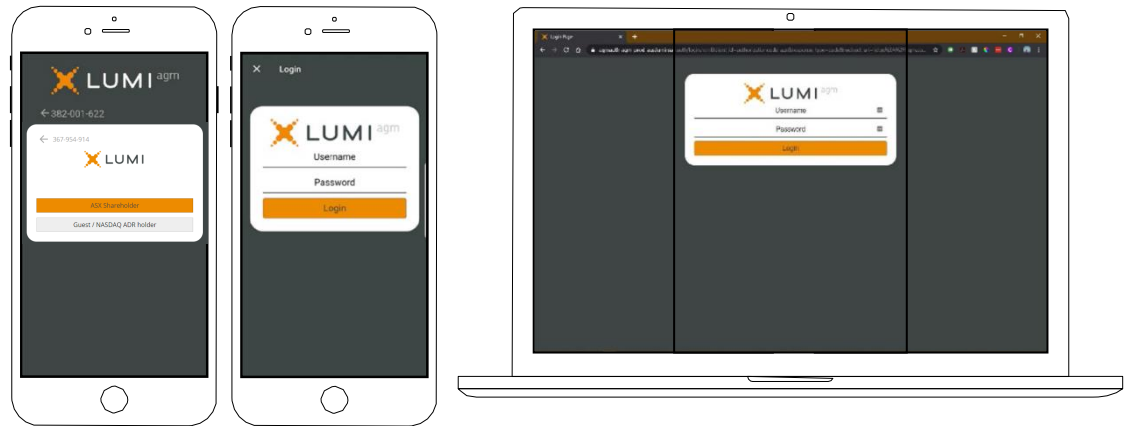 LUMI agm
382-001-622
367-954-914
LUMI
ASX Shareholder
Guest / NASDAQ ADR holder
Login
LUMI agm
Username
Password
Login
Login Page
LUMI agm
Username
Password
Login